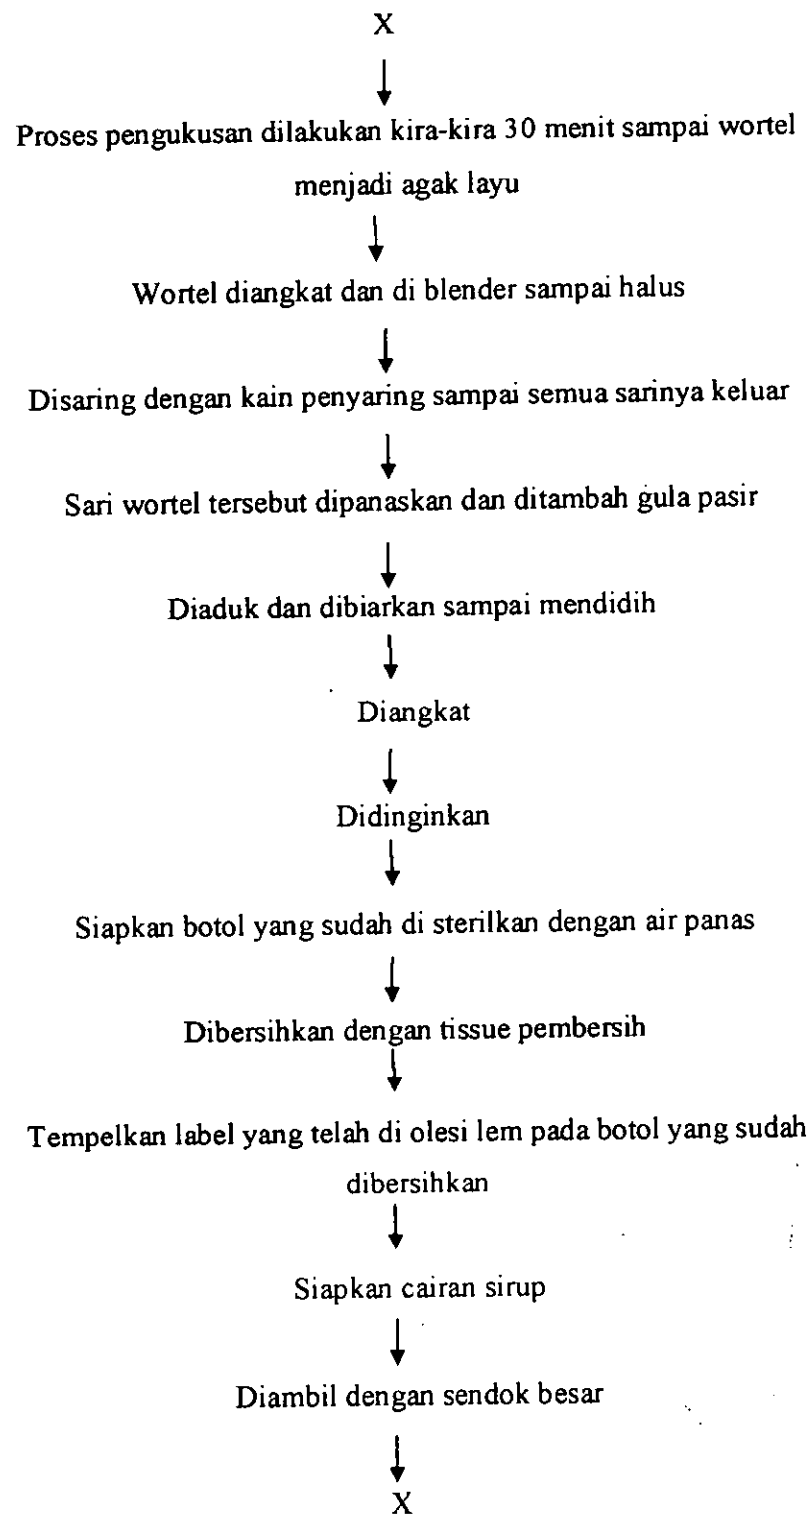 X
Proses pengukusan dilakukan kira-kira 30 menit sampai wortel
menjadi agak layu
Wortel diangkat dan di blender sampai halus
Disaring dengan kain penyaring sampai semua sarinya keluar
Sari wortel tersebut dipanaskan dan ditambah gula pasir
Diaduk dan dibiarkan sampai mendidih
Diangkat
Didinginkan
Siapkan botol yang sudah di sterilkan dengan air panas
Dibersihkan dengan tissue pembersih
Tempelkan label yang telah di olesi lem pada botol yang sudah
dibersihkan
Siapkan cairan sirup
Diambil dengan sendok besar
X